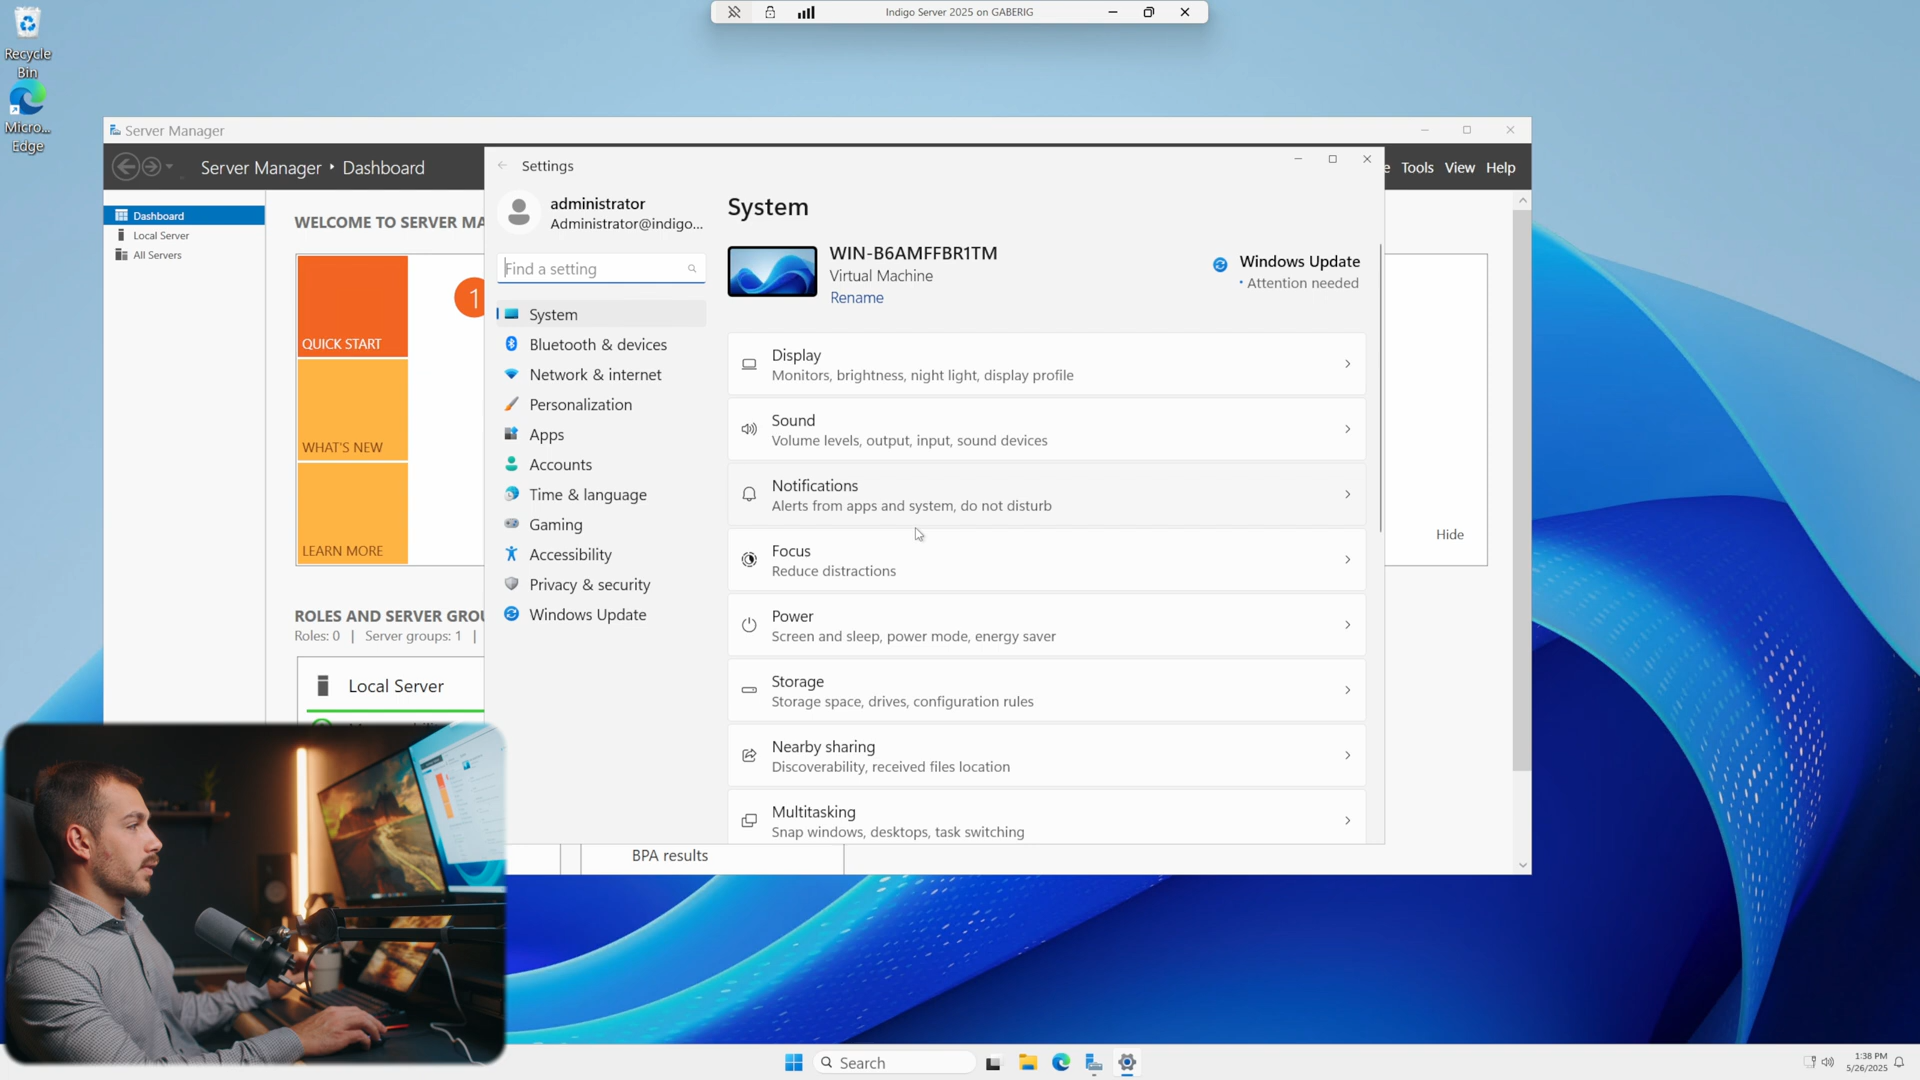 Indigo Server 2025 on GABERIG
Recycle
Bin
Micro...
Edge
Server Manager
Server Manager
Dashboard
Tools
View
Help
Dashboard
Local Server
All Servers
WELCOME TO SERVER MA
QUICK START
1
WHAT'S NEW
LEARN MORE
Hide
ROLES AND SERVER GROU
Roles: 0 | Server groups: 1 |
Local Server
BPA results
Settings
administrator
Administrator@indigo...
Find a setting
System
Bluetooth & devices
Network & internet
Personalization
Apps
Accounts
Time & language
Gaming
Accessibility
Privacy & security
Windows Update
System
WIN-B6AMFFBR1TM
Virtual Machine
Rename
Windows Update
Attention needed
Display
Monitors, brightness, night light, display profile
Sound
Volume levels, output, input, sound devices
Notifications
Alerts from apps and system, do not disturb
Focus
Reduce distractions
Power
Screen and sleep, power mode, energy saver
Storage
Storage space, drives, configuration rules
Nearby sharing
Discoverability, received files location
Multitasking
Snap windows, desktops, task switching
Search
1:38 PM
5/26/2025